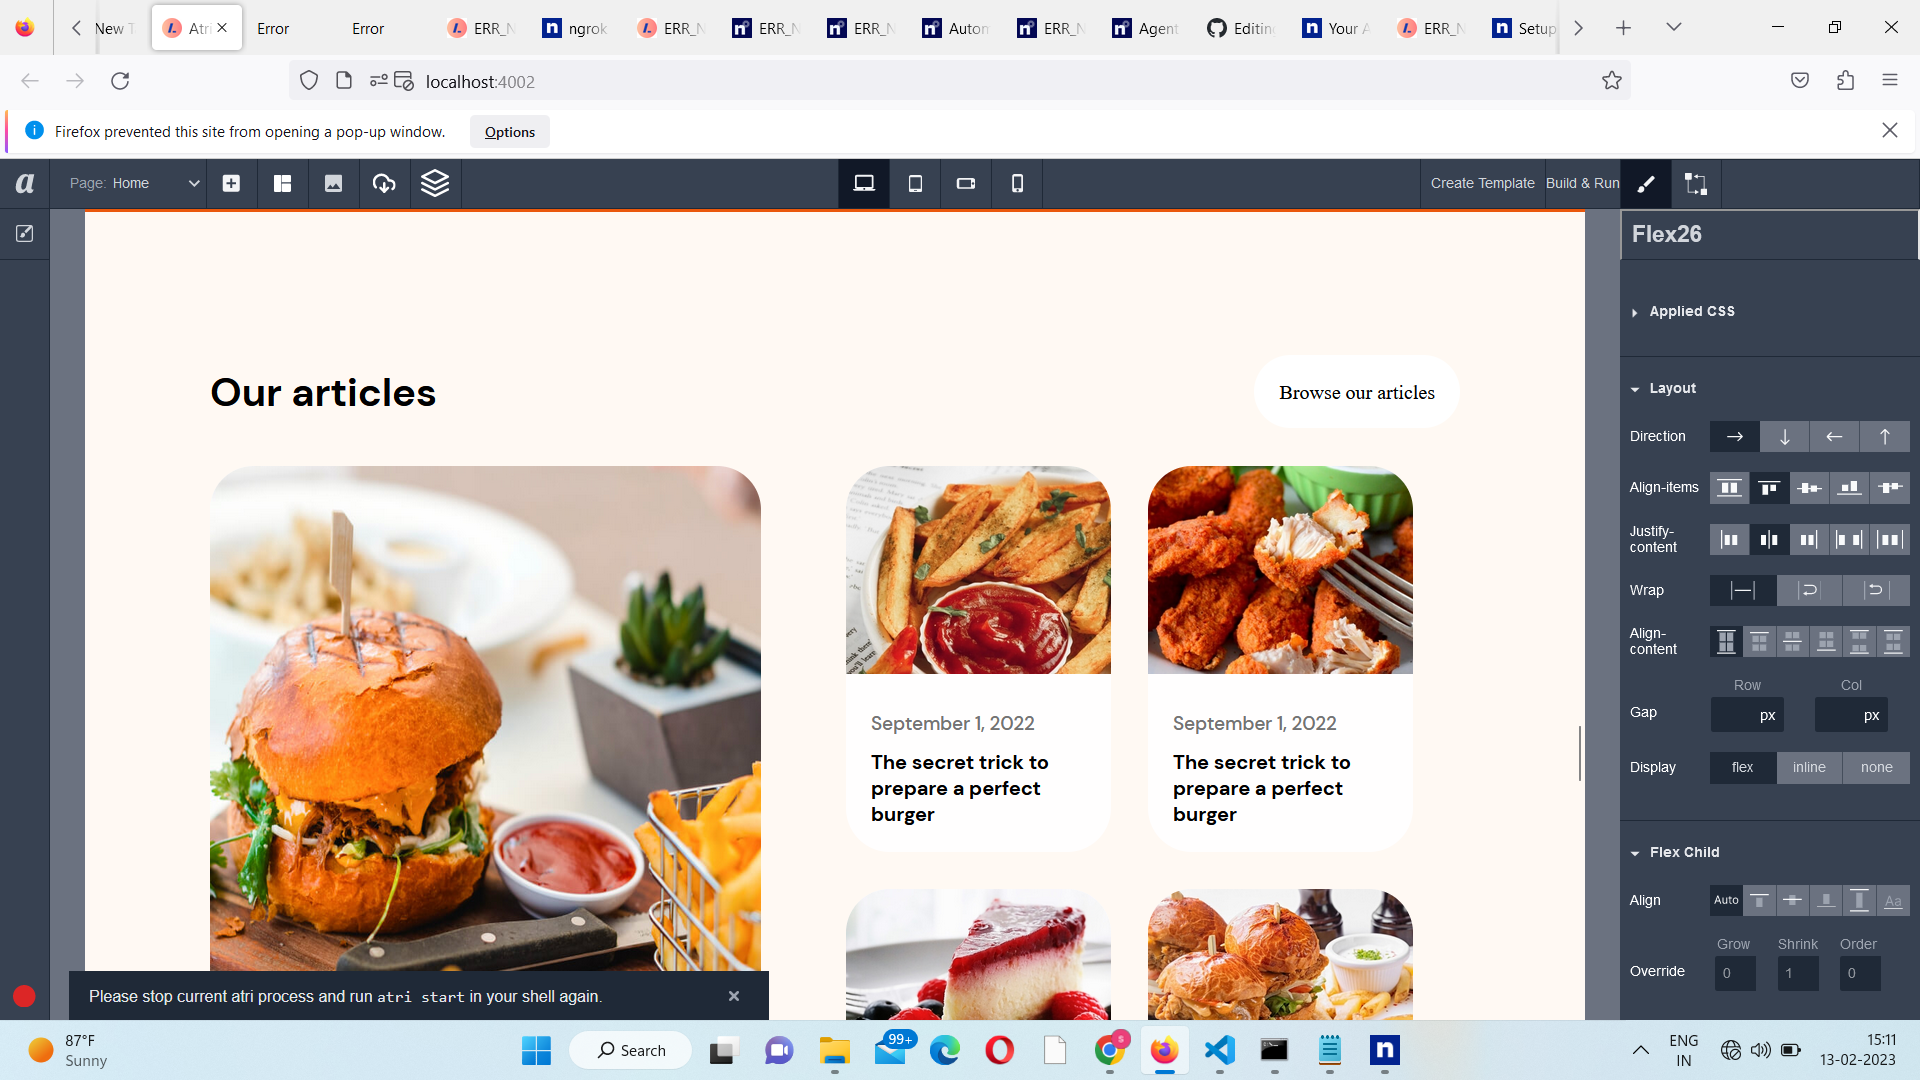 New T
Atri
Error
Error
ERR_N
ngrok
ERR_N
ERR_N
ERR_N
Autom
ERR_N
Agent
Editin
Your A
ERR_N
Setup
localhost:4002
Firefox prevented this site from opening a pop-up window.
Options
a
Page: Home
Create Template
Build & Run
Flex26
Applied CSS
Layout
Direction
Align-items
Justify-
content
Wrap
Align-
content
Row
Col
Gap
px
px
Display
flex
inline
none
Flex Child
Align
Auto
Aa
Grow
Shrink
Order
Override
0
1
0
Our articles
Browse our articles
September 1, 2022
The secret trick to
prepare a perfect
burger
September 1, 2022
The secret trick to
prepare a perfect
burger
Please stop current atri process and run atri start in your shell again.
87°F
Sunny
Search
99+
S
n
ENG
IN
15:11
13-02-2023